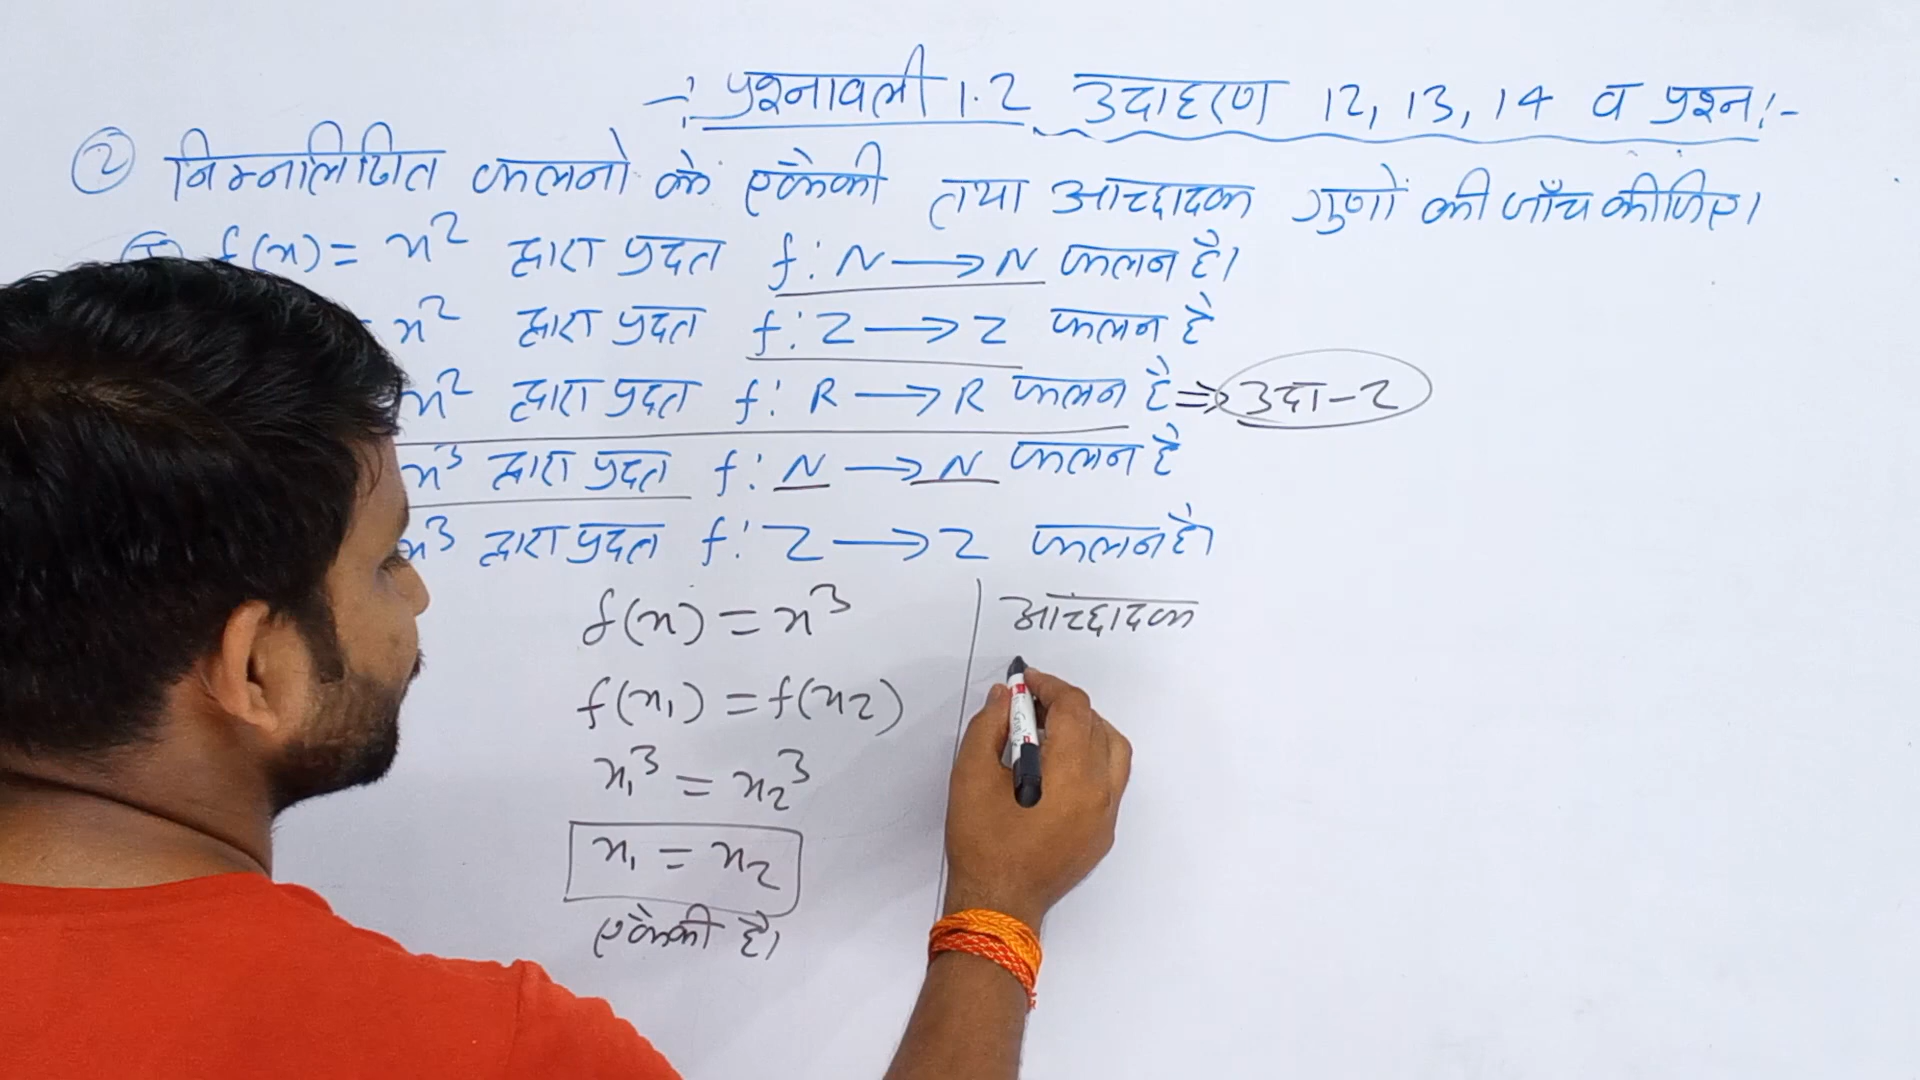 -: प्रश्नावली 1.2 उदाहरण 12, 13, 14 व प्रश्न:-
② निम्नलिखित फलनो के एकैकी तथा आच्छादक गुणों की जाँच कीजिए।
f(x) = x² द्वारा प्रदत्त f: N → N फलन है।
x² द्वारा प्रदत्त f: Z → Z फलन है
x² द्वारा प्रदत्त f: R → R फलन है ⇒ उदा-2
x³ द्वारा प्रदत्त f: N → N फलन है
x³ द्वारा प्रदत्त f: Z → Z फलन है।
f(x) = x³
f(x₁) = f(x₂)
x₁³ = x₂³
x₁ = x₂
एकैकी है।
आच्छादक